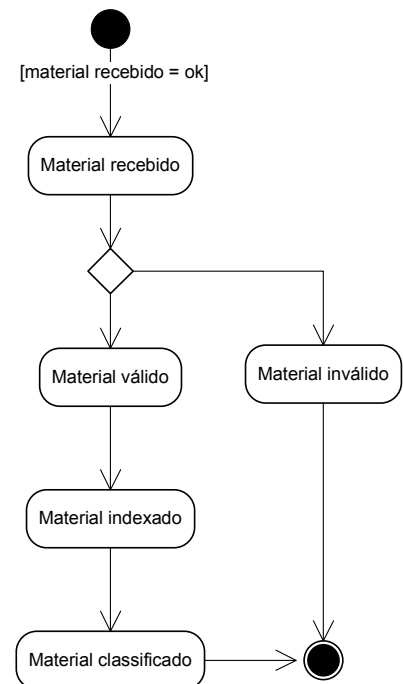 [material recebido = ok]
Material recebido
Material válido
Material inválido
Material indexado
Material classificado